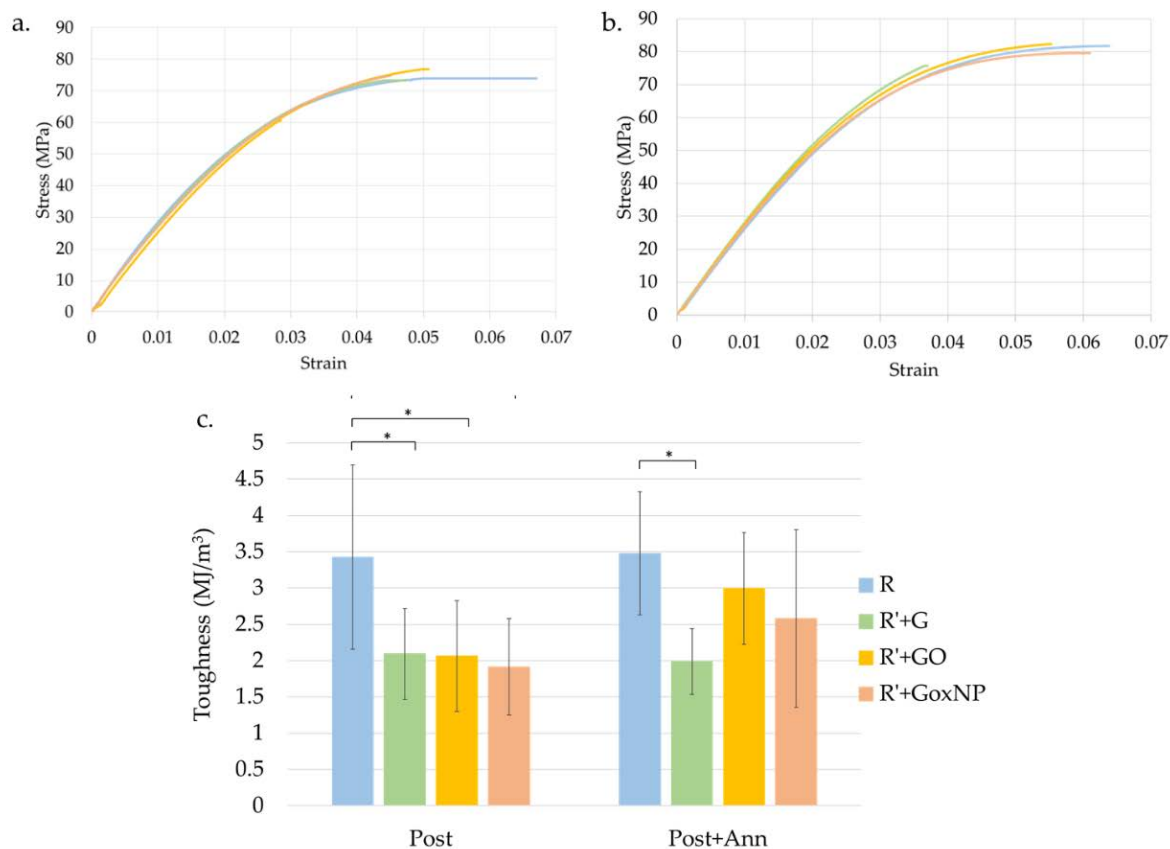 a.
90
80
70
60
50
40
30
20
10
0
Stress (MPa)
0 0.01 0.02 0.03 0.04 0.05 0.06 0.07
Strain
b.
90
80
70
60
50
40
30
20
10
0
Stress (MPa)
0 0.01 0.02 0.03 0.04 0.05 0.06 0.07
Strain
c.
*
*
*
5
4.5
4
3.5
3
2.5
2
1.5
1
0.5
0
Toughness (MJ/m³)
Post Post+Ann
R
R'+G
R'+GO
R'+GoxNP